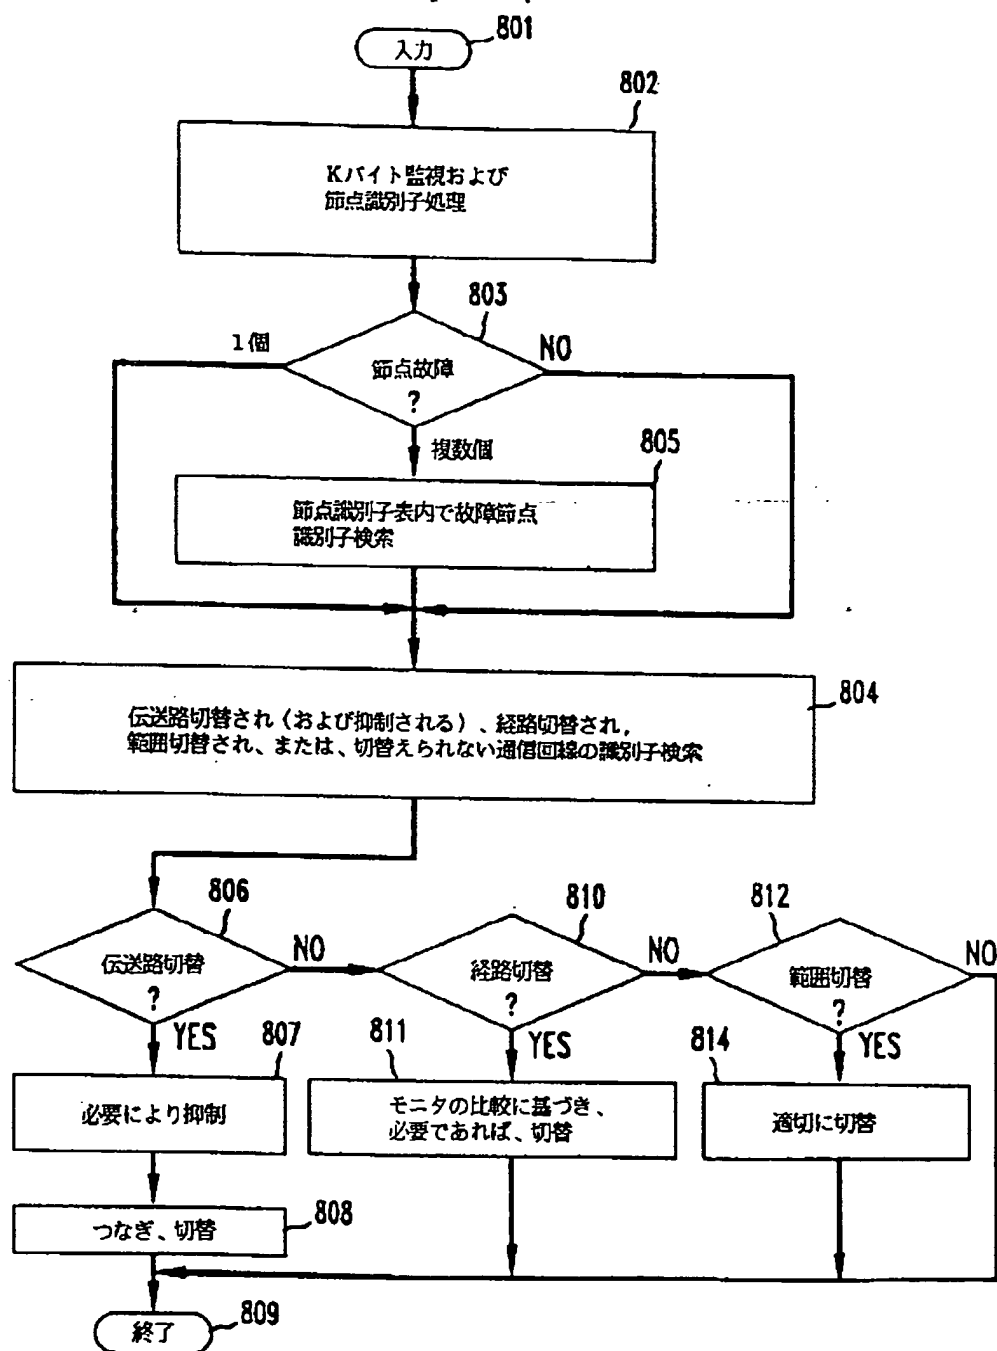 801
入力
802
Kバイト監視および
節点識別子処理
803
1個
節点故障
?
NO
複数個
805
節点識別子表内で故障節点
識別子検索
804
伝送路切替され(および抑制される)、経路切替され,
範囲切替され、または、切替えられない通信回線の識別子検索
806
伝送路切替
?
NO
YES
810
経路切替
?
NO
YES
812
範囲切替
?
NO
YES
807
必要により抑制
811
モニタの比較に基づき、
必要であれば、切替
814
適切に切替
808
つなぎ、切替
809
終了